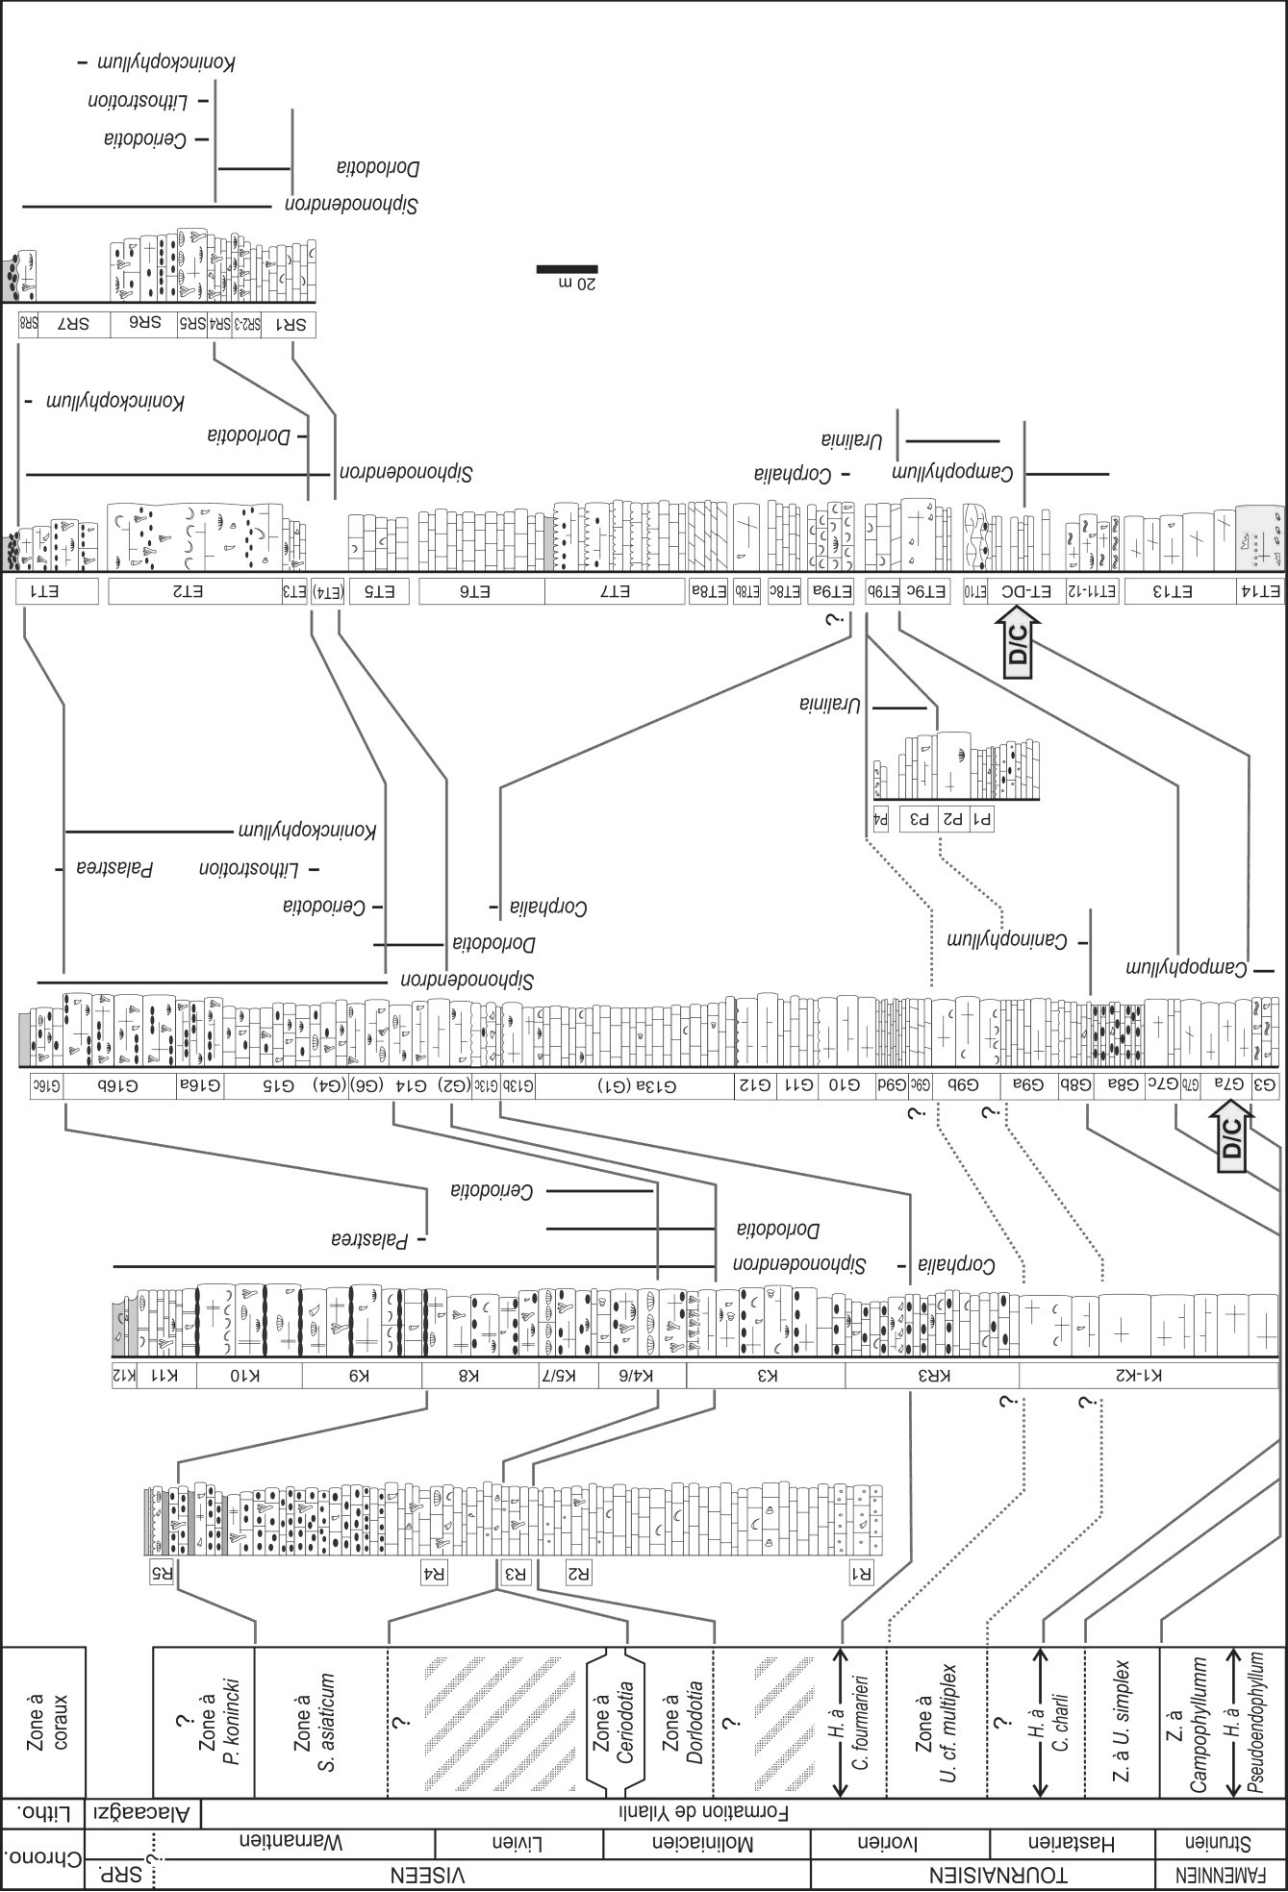 Chrono.
SRP.
VISEEN
TOURNAISIEN
FAMENNIEN
?
Warnantien
Livien
Moliniacien
Ivorien
Hastarien
Strunien
Litho.
Alacaağzı
Formation de Yılanlı
Zone à
coraux
?
Zone à
P. konincki
Zone à
S. asiaticum
?
Zone à
Ceriodotia
Zone à
Dorlodotia
?
H. à
C. fourmarieri
Zone à
U. cf. multiplex
?
H. à
C. charli
Z. à U. simplex
Z. à
Campophyllumm
H. à
Pseudoendophyllum
R5
R4
R3
R2
R1
K12
K11
K10
K9
K8
K5/7
K4/6
K3
KR3
K1-K2
?
?
Palastrea
Siphonodendron
Corphalia
Dorlodotia
Ceriodotia
G16c
G16b
G16a
G15
(G4)
(G6)
G14
(G2)
G13c
G13b
G13a (G1)
G12
G11
G10
G9d
G9c
G9b
G9a
G8b
G8a
G7c
G7b
G7a
G3
?
?
D/C
Siphonodendron
Campophyllum
Dorlodotia
Caninophyllum
Ceriodotia
Corphalia
Palastrea
Lithostrotion
Koninckophyllum
P4
P3
P2
P1
Uralinia
D/C
?
ET1
ET2
ET3
(ET4)
ET5
ET6
ET7
ET8a
ET8b
ET8c
ET9a
ET9b
ET9c
ET10
ET-DC
ET11-12
ET13
ET14
Siphonodendron
Corphalia
Campophyllum
Dorlodotia
Uralinia
Koninckophyllum
SR8
SR7
SR6
SR5
SR4
SR2-3
SR1
20 m
Siphonodendron
Dorlodotia
Ceriodotia
Lithostrotion
Koninckophyllum